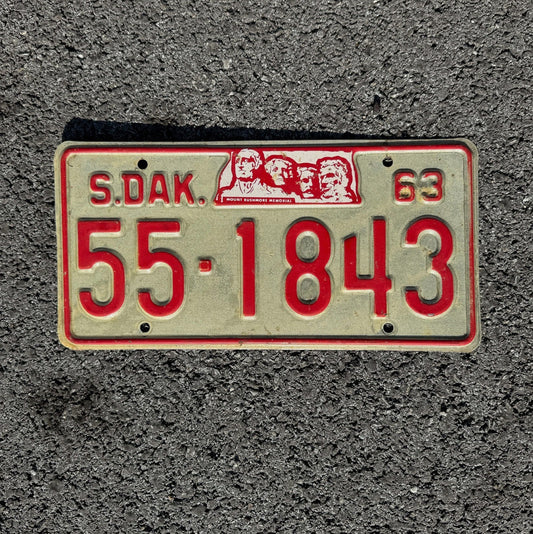 S.DAK. MOUNT RUSHMORE MEMORIAL 63
55-1843